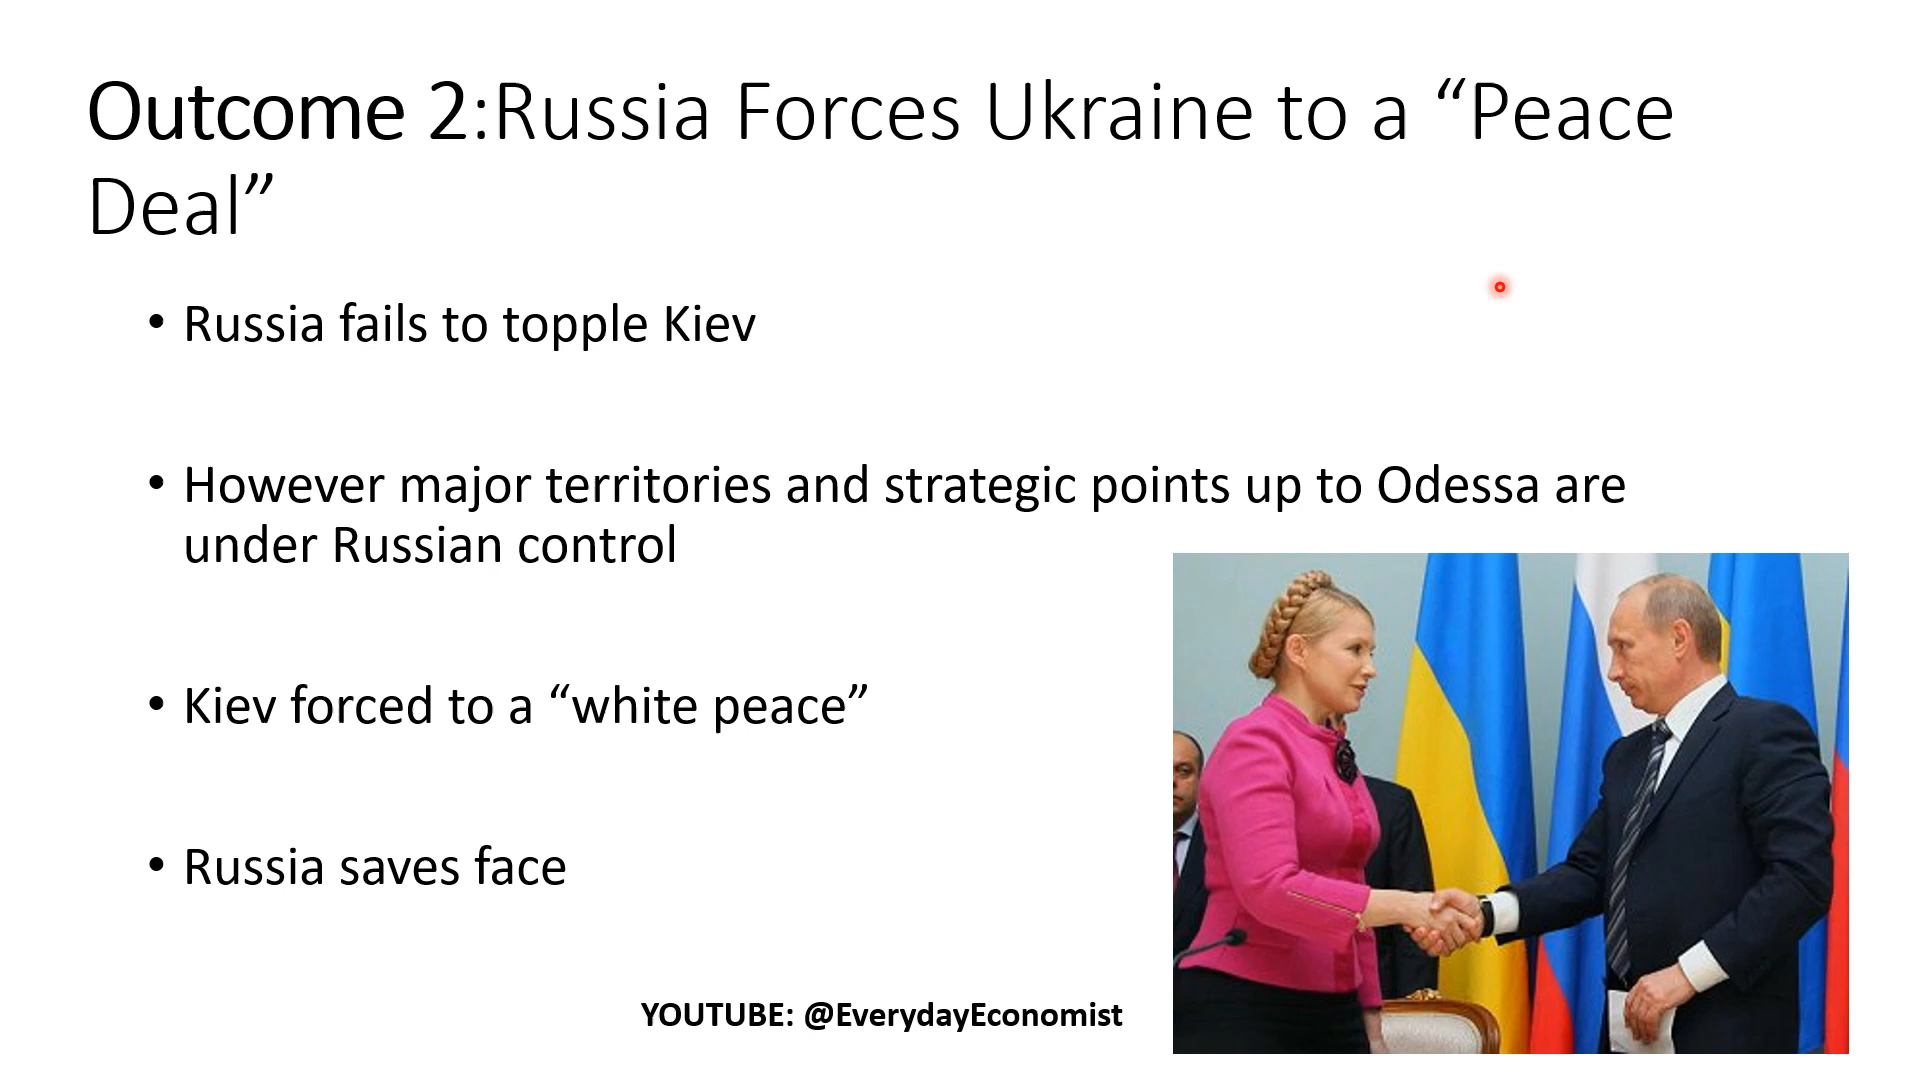 Outcome 2:Russia Forces Ukraine to a “Peace
Deal”
• Russia fails to topple Kiev
• However major territories and strategic points up to Odessa are
under Russian control
• Kiev forced to a “white peace”
• Russia saves face
YOUTUBE: @EverydayEconomist